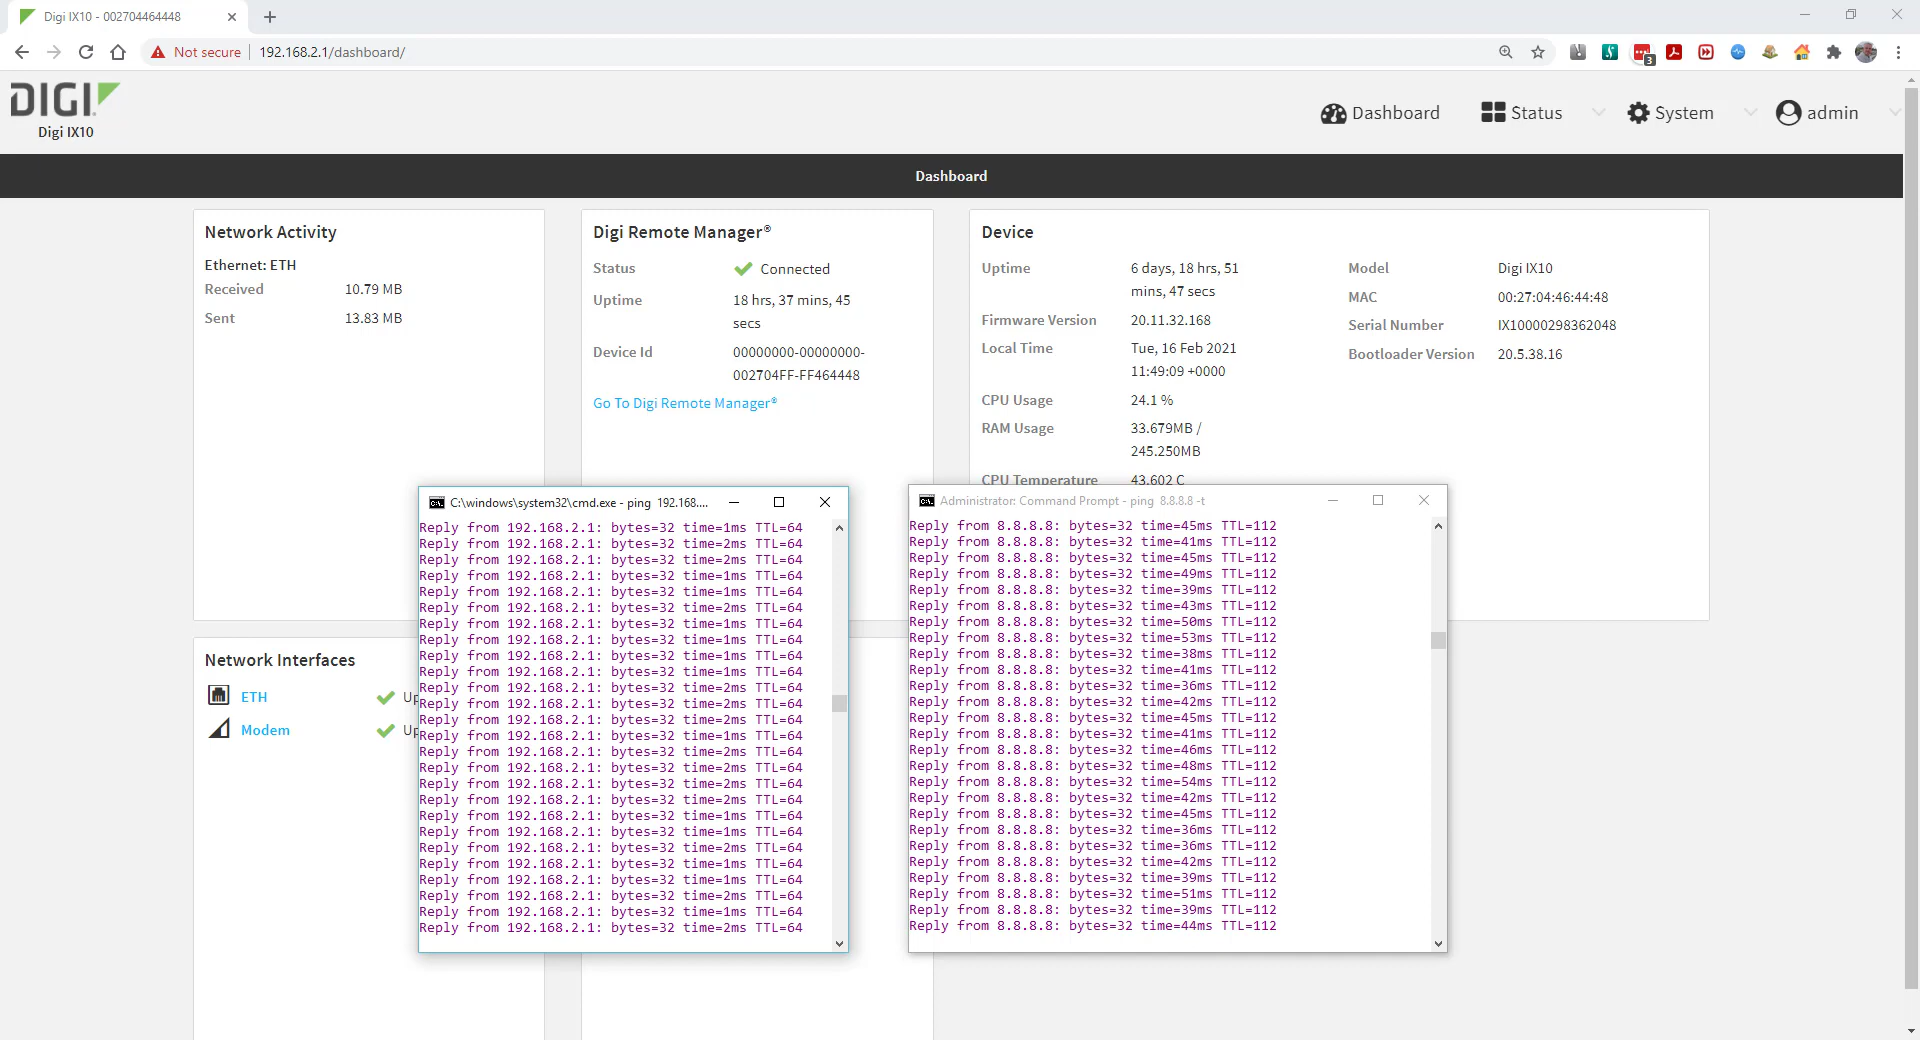 Digi IX10 - 002704464448
Not secure
192.168.2.1/dashboard/
3
DIGI
Digi IX10
Dashboard
Status
System
admin
Dashboard
Network Activity
Ethernet: ETH
Received 10.79 MB
Sent 13.83 MB
Digi Remote Manager®
Status Connected
Uptime 18 hrs, 37 mins, 45
secs
Device Id 00000000-00000000-
002704FF-FF464448
Go To Digi Remote Manager®
Device
Uptime 6 days, 18 hrs, 51
mins, 47 secs
Firmware Version 20.11.32.168
Local Time Tue, 16 Feb 2021
11:49:09 +0000
CPU Usage 24.1 %
RAM Usage 33.679MB /
245.250MB
CPU Temperature 43.602 C
Model Digi IX10
MAC 00:27:04:46:44:48
Serial Number IX10000298362048
Bootloader Version 20.5.38.16
Network Interfaces
ETH Up
Modem Up
C:\windows\system32\cmd.exe - ping 192.168....
Reply from 192.168.2.1: bytes=32 time=1ms TTL=64
Reply from 192.168.2.1: bytes=32 time=2ms TTL=64
Reply from 192.168.2.1: bytes=32 time=2ms TTL=64
Reply from 192.168.2.1: bytes=32 time=1ms TTL=64
Reply from 192.168.2.1: bytes=32 time=1ms TTL=64
Reply from 192.168.2.1: bytes=32 time=2ms TTL=64
Reply from 192.168.2.1: bytes=32 time=1ms TTL=64
Reply from 192.168.2.1: bytes=32 time=1ms TTL=64
Reply from 192.168.2.1: bytes=32 time=1ms TTL=64
Reply from 192.168.2.1: bytes=32 time=1ms TTL=64
Reply from 192.168.2.1: bytes=32 time=2ms TTL=64
Reply from 192.168.2.1: bytes=32 time=2ms TTL=64
Reply from 192.168.2.1: bytes=32 time=2ms TTL=64
Reply from 192.168.2.1: bytes=32 time=1ms TTL=64
Reply from 192.168.2.1: bytes=32 time=2ms TTL=64
Reply from 192.168.2.1: bytes=32 time=2ms TTL=64
Reply from 192.168.2.1: bytes=32 time=2ms TTL=64
Reply from 192.168.2.1: bytes=32 time=2ms TTL=64
Reply from 192.168.2.1: bytes=32 time=1ms TTL=64
Reply from 192.168.2.1: bytes=32 time=1ms TTL=64
Reply from 192.168.2.1: bytes=32 time=2ms TTL=64
Reply from 192.168.2.1: bytes=32 time=1ms TTL=64
Reply from 192.168.2.1: bytes=32 time=1ms TTL=64
Reply from 192.168.2.1: bytes=32 time=2ms TTL=64
Reply from 192.168.2.1: bytes=32 time=1ms TTL=64
Reply from 192.168.2.1: bytes=32 time=2ms TTL=64
Administrator: Command Prompt - ping 8.8.8.8 -t
Reply from 8.8.8.8: bytes=32 time=45ms TTL=112
Reply from 8.8.8.8: bytes=32 time=41ms TTL=112
Reply from 8.8.8.8: bytes=32 time=45ms TTL=112
Reply from 8.8.8.8: bytes=32 time=49ms TTL=112
Reply from 8.8.8.8: bytes=32 time=39ms TTL=112
Reply from 8.8.8.8: bytes=32 time=43ms TTL=112
Reply from 8.8.8.8: bytes=32 time=50ms TTL=112
Reply from 8.8.8.8: bytes=32 time=53ms TTL=112
Reply from 8.8.8.8: bytes=32 time=38ms TTL=112
Reply from 8.8.8.8: bytes=32 time=41ms TTL=112
Reply from 8.8.8.8: bytes=32 time=36ms TTL=112
Reply from 8.8.8.8: bytes=32 time=42ms TTL=112
Reply from 8.8.8.8: bytes=32 time=45ms TTL=112
Reply from 8.8.8.8: bytes=32 time=41ms TTL=112
Reply from 8.8.8.8: bytes=32 time=46ms TTL=112
Reply from 8.8.8.8: bytes=32 time=48ms TTL=112
Reply from 8.8.8.8: bytes=32 time=54ms TTL=112
Reply from 8.8.8.8: bytes=32 time=42ms TTL=112
Reply from 8.8.8.8: bytes=32 time=45ms TTL=112
Reply from 8.8.8.8: bytes=32 time=36ms TTL=112
Reply from 8.8.8.8: bytes=32 time=36ms TTL=112
Reply from 8.8.8.8: bytes=32 time=42ms TTL=112
Reply from 8.8.8.8: bytes=32 time=39ms TTL=112
Reply from 8.8.8.8: bytes=32 time=51ms TTL=112
Reply from 8.8.8.8: bytes=32 time=39ms TTL=112
Reply from 8.8.8.8: bytes=32 time=44ms TTL=112